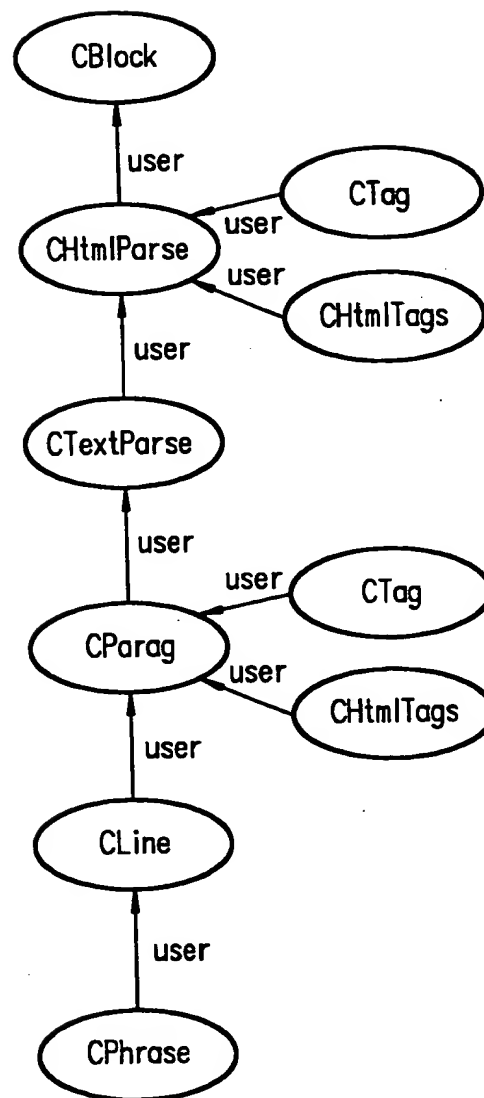 CBlock
user
CTag
user
CHtmlParse
user
CHtmlTags
user
CTextParse
user
CTag
user
CParag
user
CHtmlTags
user
CLine
user
CPhrase